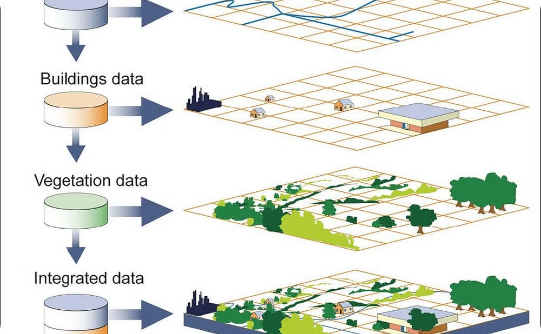 Buildings data
Vegetation data
Integrated data